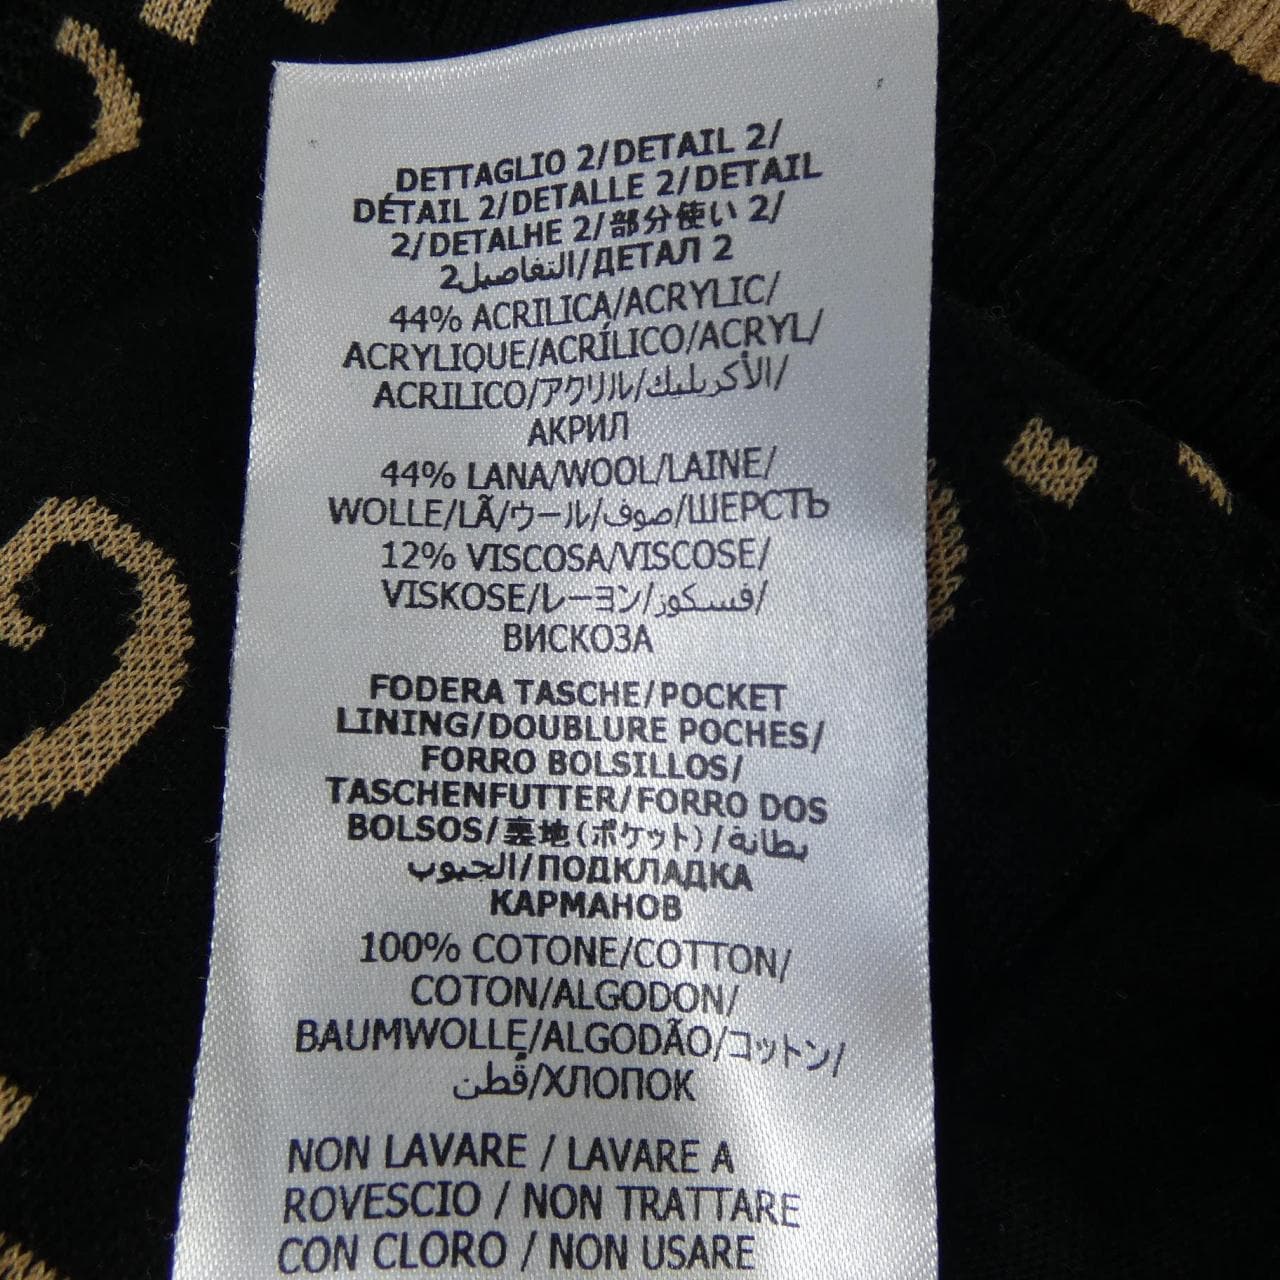 DETTAGLIO 2/DETAIL 2/
DÉTAIL 2/DETALLE 2/DETAIL
2/DETALHE 2/部分使い 2/
التفاصيل2/ДЕТАЛ 2
44% ACRILICA/ACRYLIC/
ACRYLIQUE/ACRÍLICO/ACRYL/
ACRILICO/アクリル/الأكريليك/
АКРИЛ
44% LANA/WOOL/LAINE/
WOLLE/LÃ/ウール/صوف/ШЕРСТЬ
12% VISCOSA/VISCOSE/
VISKOSE/レーヨン/فسكوز/
ВИСКОЗА
FODERA TASCHE/POCKET
LINING/DOUBLURE POCHES/
FORRO BOLSILLOS/
TASCHENFUTTER/FORRO DOS
BOLSOS/裏地(ポケット)/بطانة
الجيوب/ПОДКЛАДКА
КАРМАНОВ
100% COTONE/COTTON/
COTON/ALGODON/
BAUMWOLLE/ALGODÃO/コットン/
قطن/ХЛОПОК
NON LAVARE / LAVARE A
ROVESCIO / NON TRATTARE
CON CLORO / NON USARE